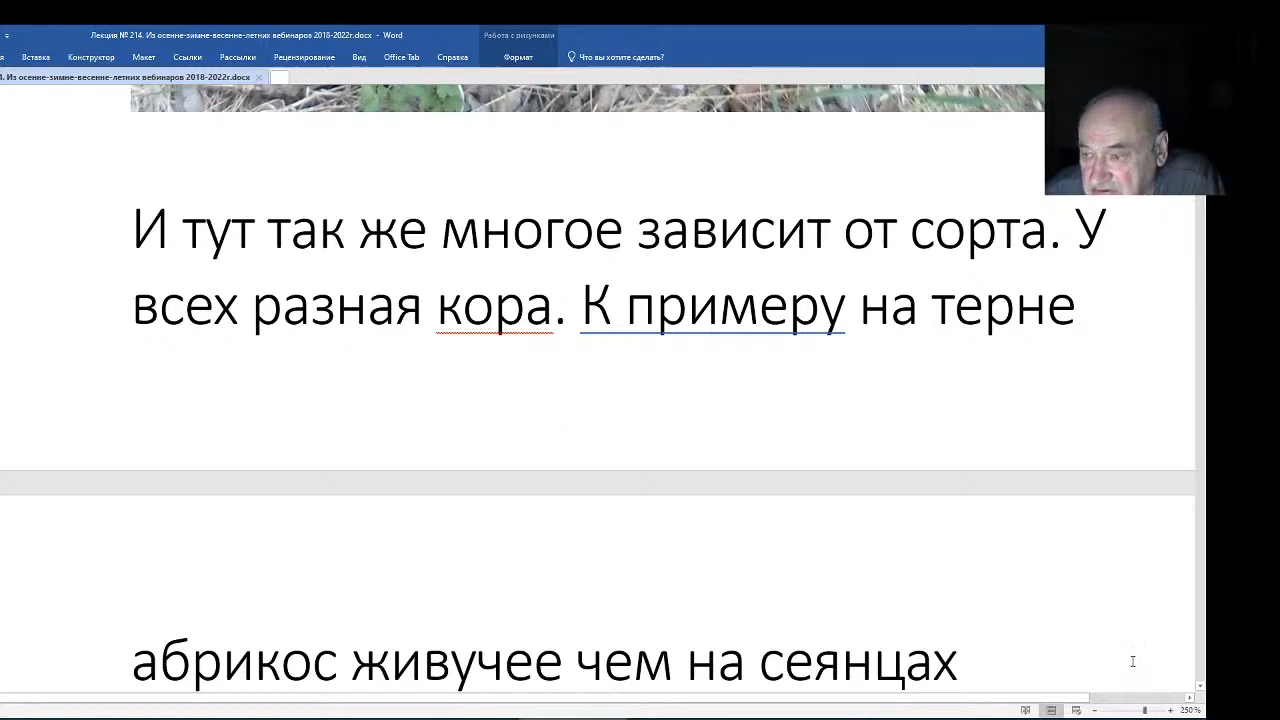 Лекция № 214. Из осенне-зимне-весенне-летних вебинаров 2018-2022г.docx - Word
Работа с рисунками
Вставка Конструктор Макет Ссылки Рассылки Рецензирование Вид Office Tab Справка Формат Что вы хотите сделать?
4. Из осенне-зимне-весенне-летних вебинаров 2018-2022г.docx
И тут так же многое зависит от сорта. У
всех разная кора. К примеру на терне
абрикос живучее чем на сеянцах
250 %